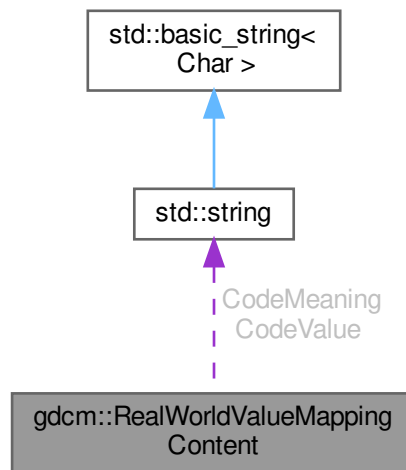 std::basic_string<
Char >
std::string
CodeMeaning
CodeValue
gdcm::RealWorldValueMapping
Content